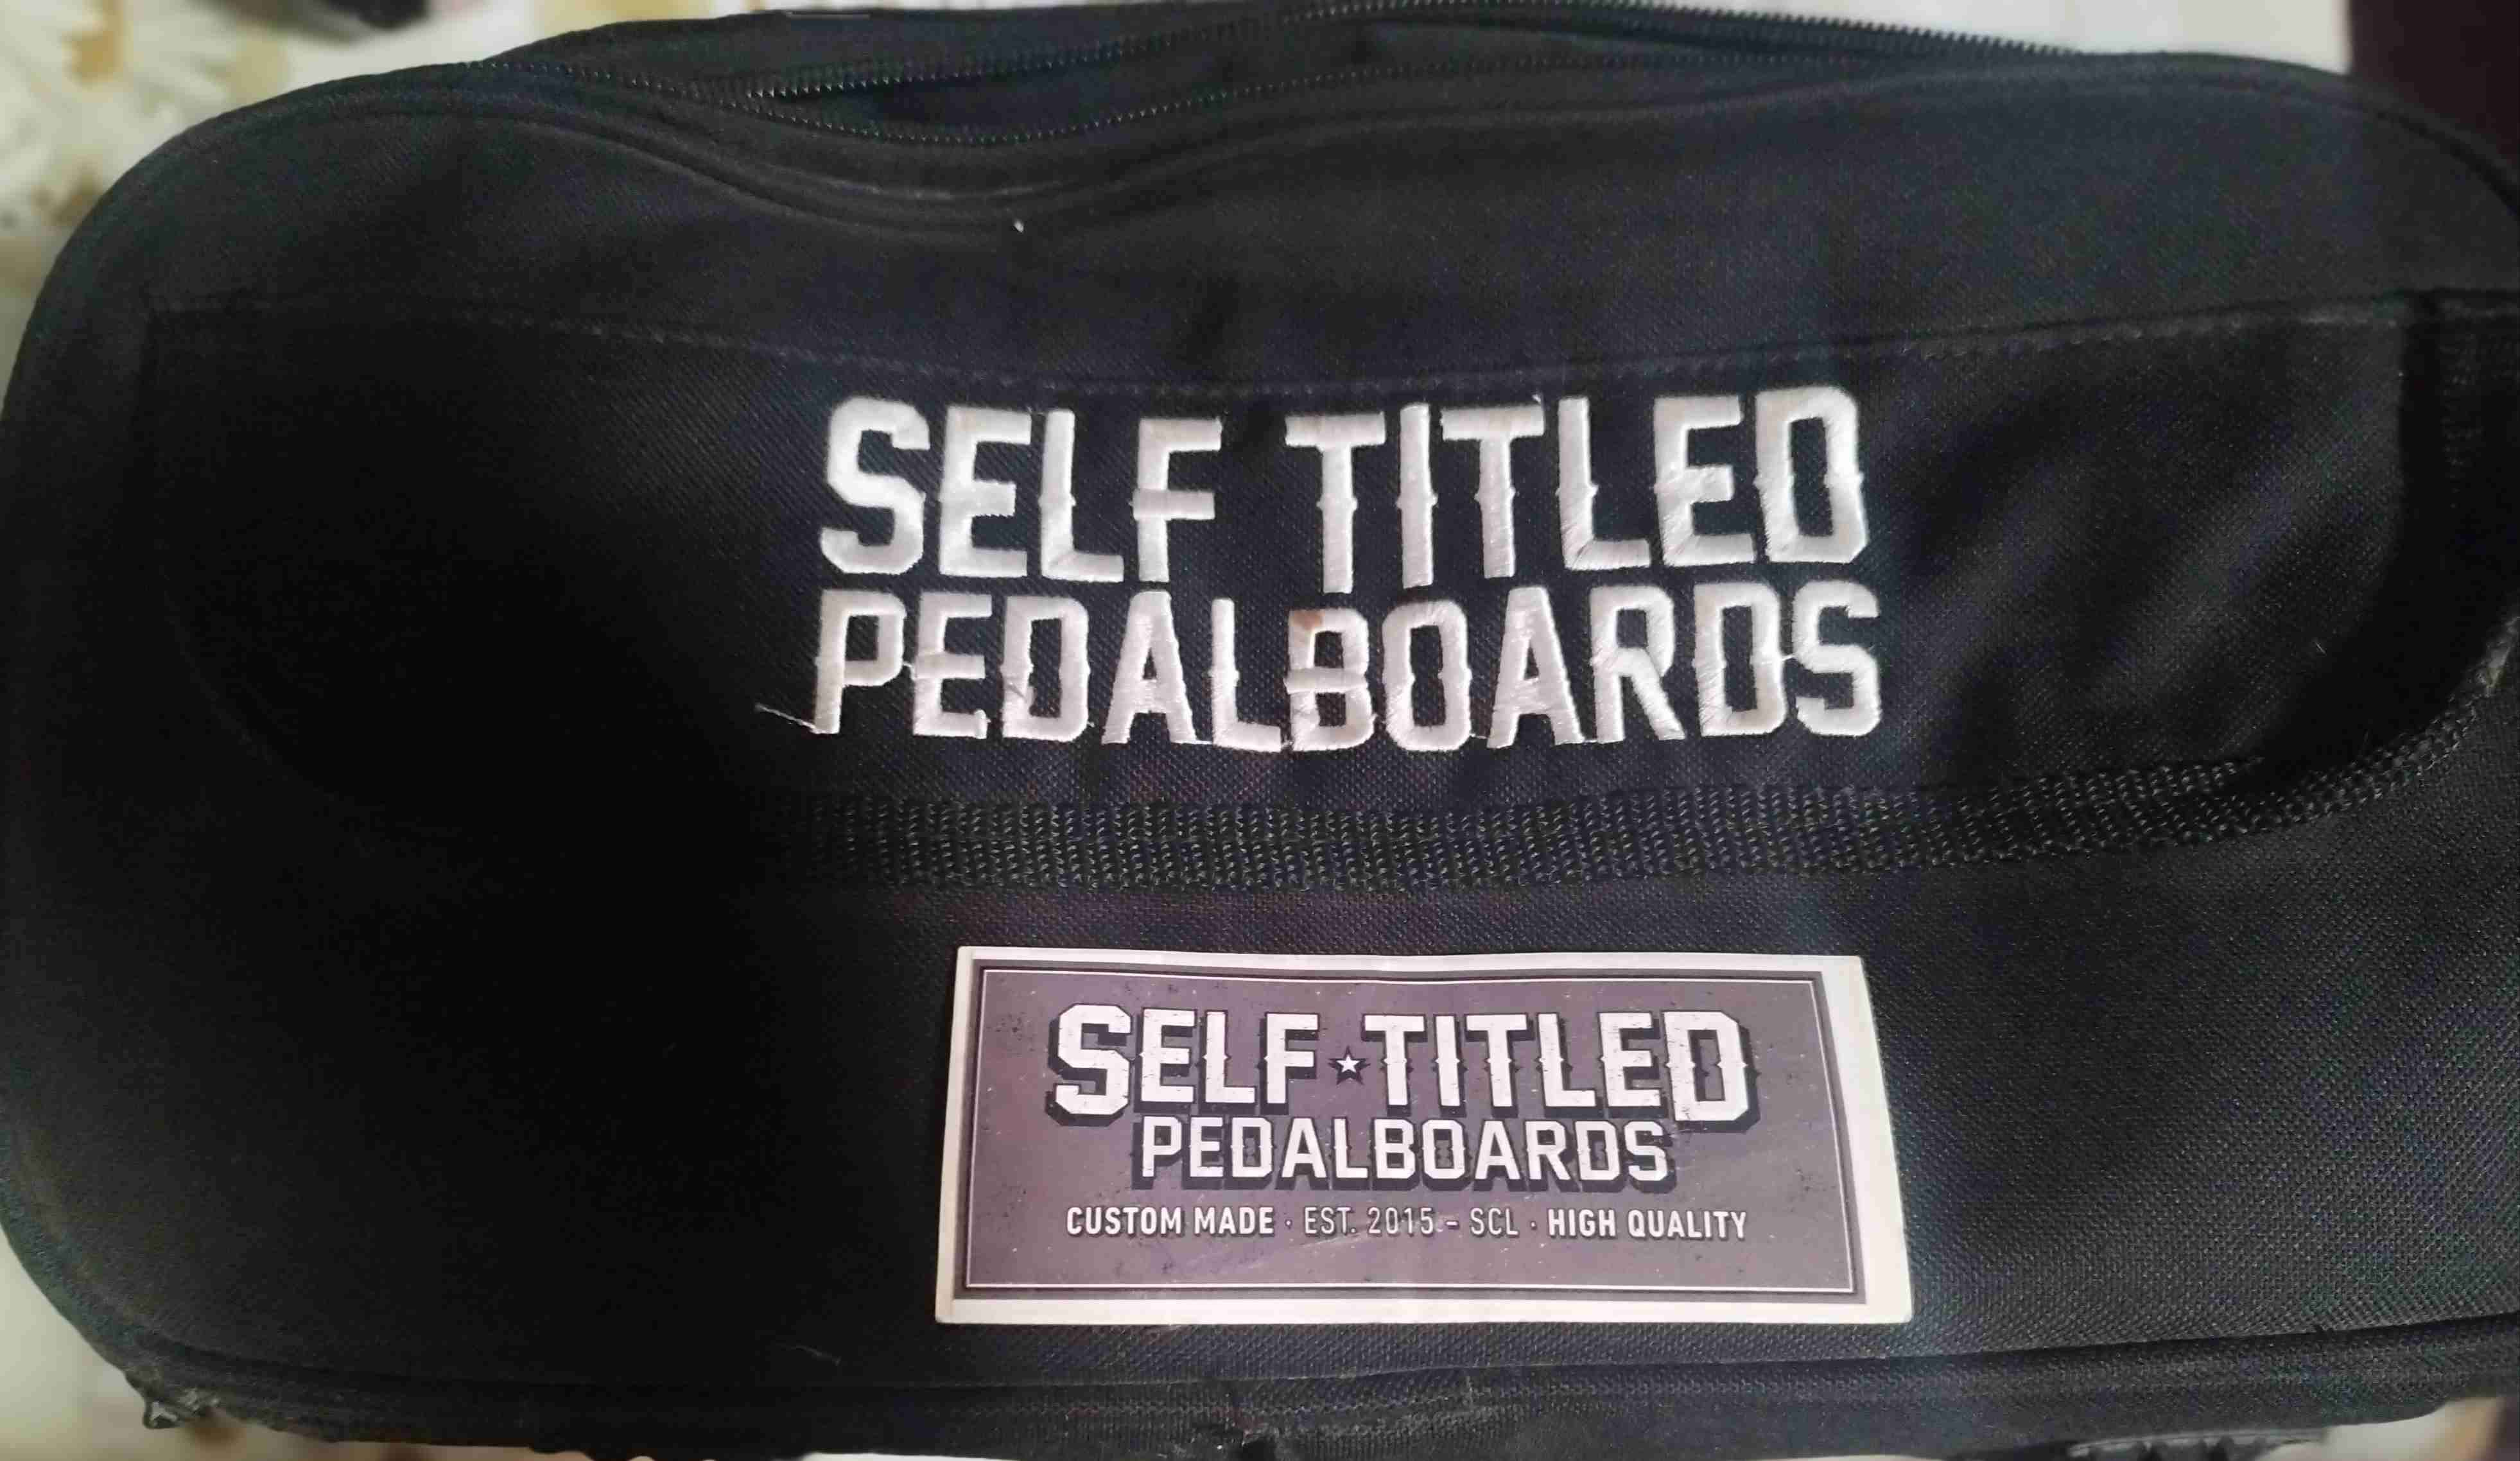 SELF TITLED
PEDALBOARDS
SELF★TITLED
PEDALBOARDS
CUSTOM MADE · EST. 2015 - SCL · HIGH QUALITY